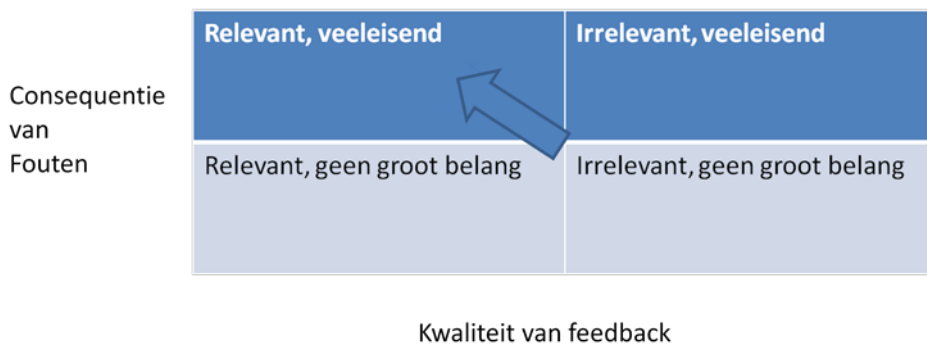 Relevant, veeleisend
Irrelevant, veeleisend
Consequentie
van
Fouten
Relevant, geen groot belang
Irrelevant, geen groot belang
Kwaliteit van feedback